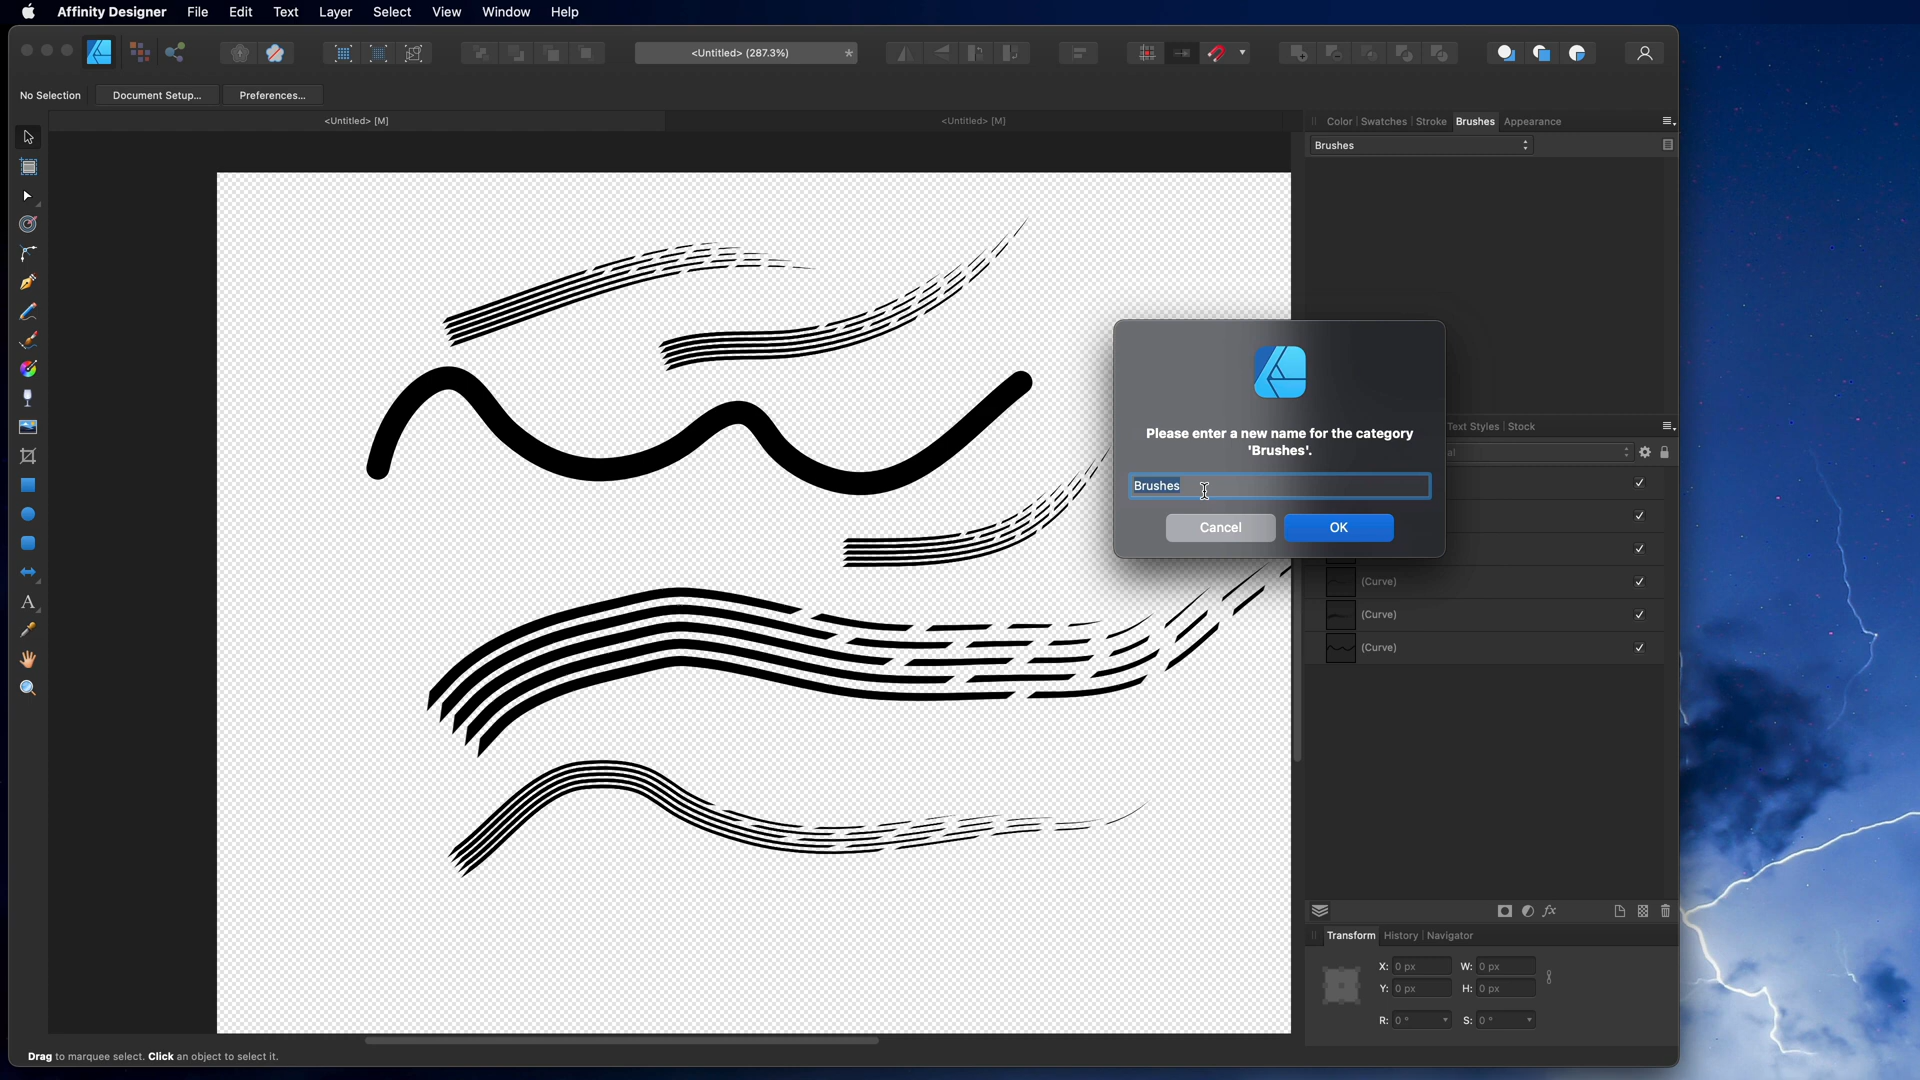 Affinity Designer File Edit Text Layer Select View Window Help
<Untitled> (287.3%) *
No Selection Document Setup... Preferences...
<Untitled> [M] <Untitled> [M]
Color Swatches Stroke Brushes Appearance
Brushes
Please enter a new name for the category
'Brushes'.
Brushes
Cancel OK
Text Styles Stock
al
(Curve)
(Curve)
(Curve)
fx
Transform History Navigator
X: 0 px W: 0 px
Y: 0 px H: 0 px
R: 0 ° S: 0 °
Drag to marquee select. Click an object to select it.